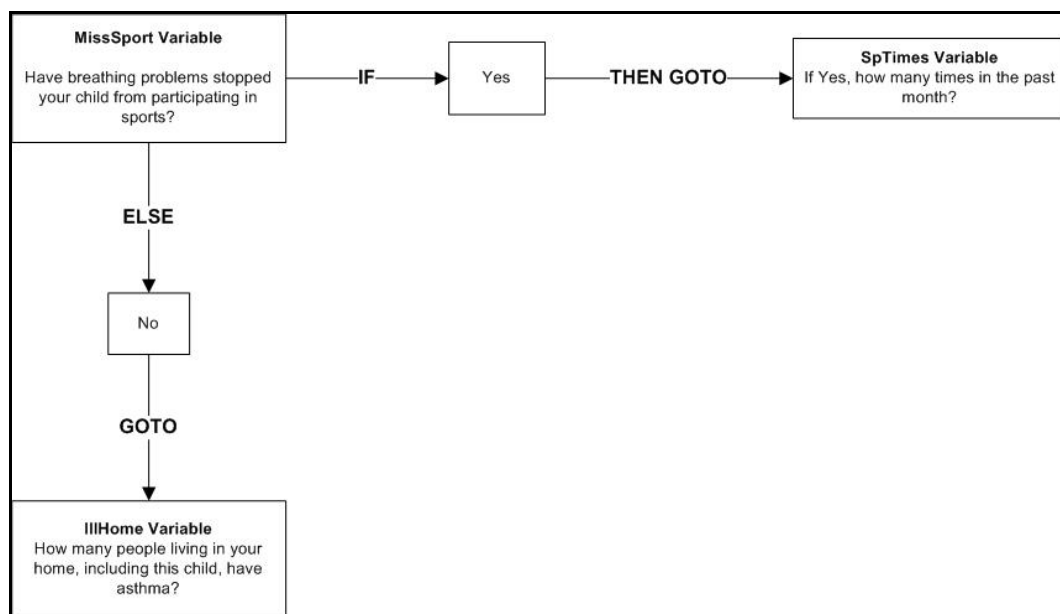 MissSport Variable
Have breathing problems stopped
your child from participating in
sports?
IF
Yes
THEN GOTO
SpTimes Variable
If Yes, how many times in the past
month?
ELSE
No
GOTO
IllHome Variable
How many people living in your
home, including this child, have
asthma?